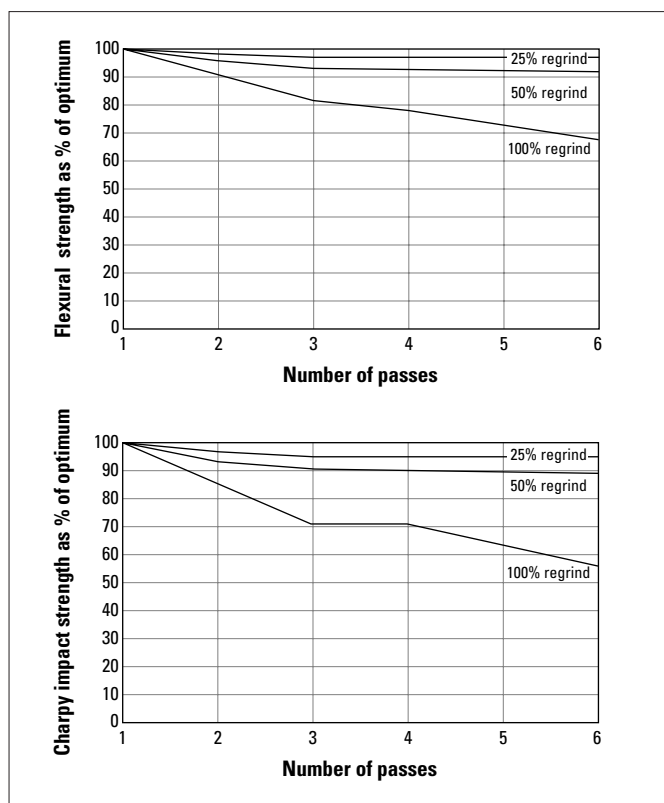 Flexural strength as % of optimum
100
90
80
70
60
50
40
30
20
10
0
25% regrind
50% regrind
100% regrind
1 2 3 4 5 6
Number of passes
Charpy impact strength as % of optimum
100
90
80
70
60
50
40
30
20
10
0
25% regrind
50% regrind
100% regrind
1 2 3 4 5 6
Number of passes